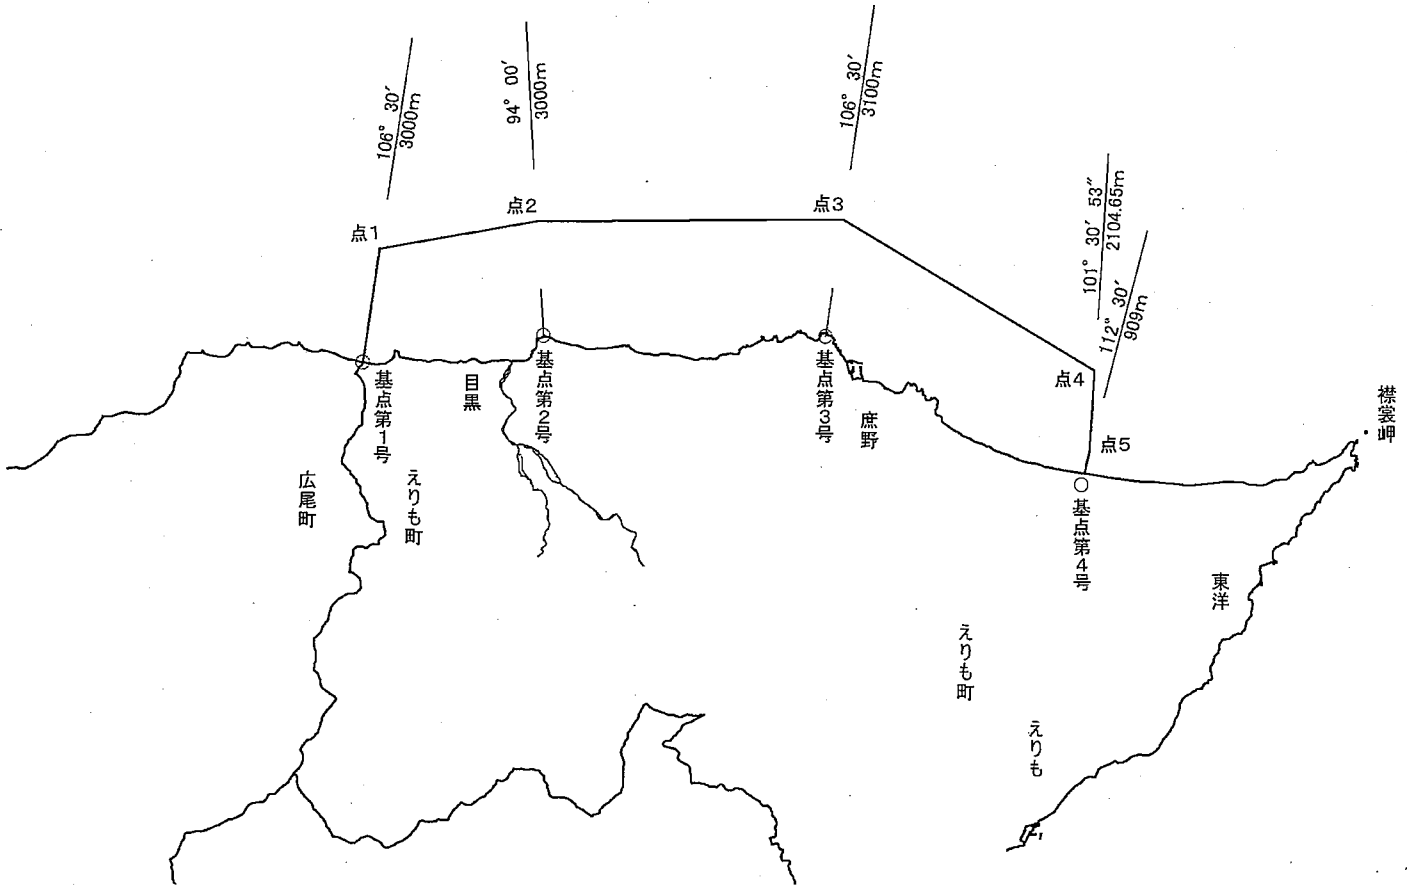 106° 30′
3000m
94° 00′
3000m
106° 30′
3100m
101° 30′ 53″
2104.65m
112° 30′
909m
点1
点2
点3
点4
点5
基点第1号
目黒
基点第2号
基点第3号
庶野
基点第4号
襟裳岬
広尾町
えりも町
東洋
えりも町
えりも